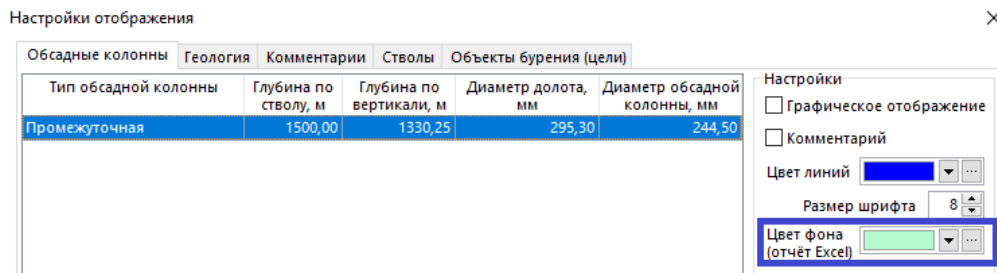 Настройки отображения
Обсадные колонны Геология Комментарии Стволы Объекты бурения (цели)
Тип обсадной колонны Глубина по стволу, м Глубина по вертикали, м Диаметр долота, мм Диаметр обсадной колонны, мм
Промежуточная 1500,00 1330,25 295,30 244,50
Настройки
Графическое отображение
Комментарий
Цвет линий ...
Размер шрифта 8
Цвет фона ...
(отчёт Excel)